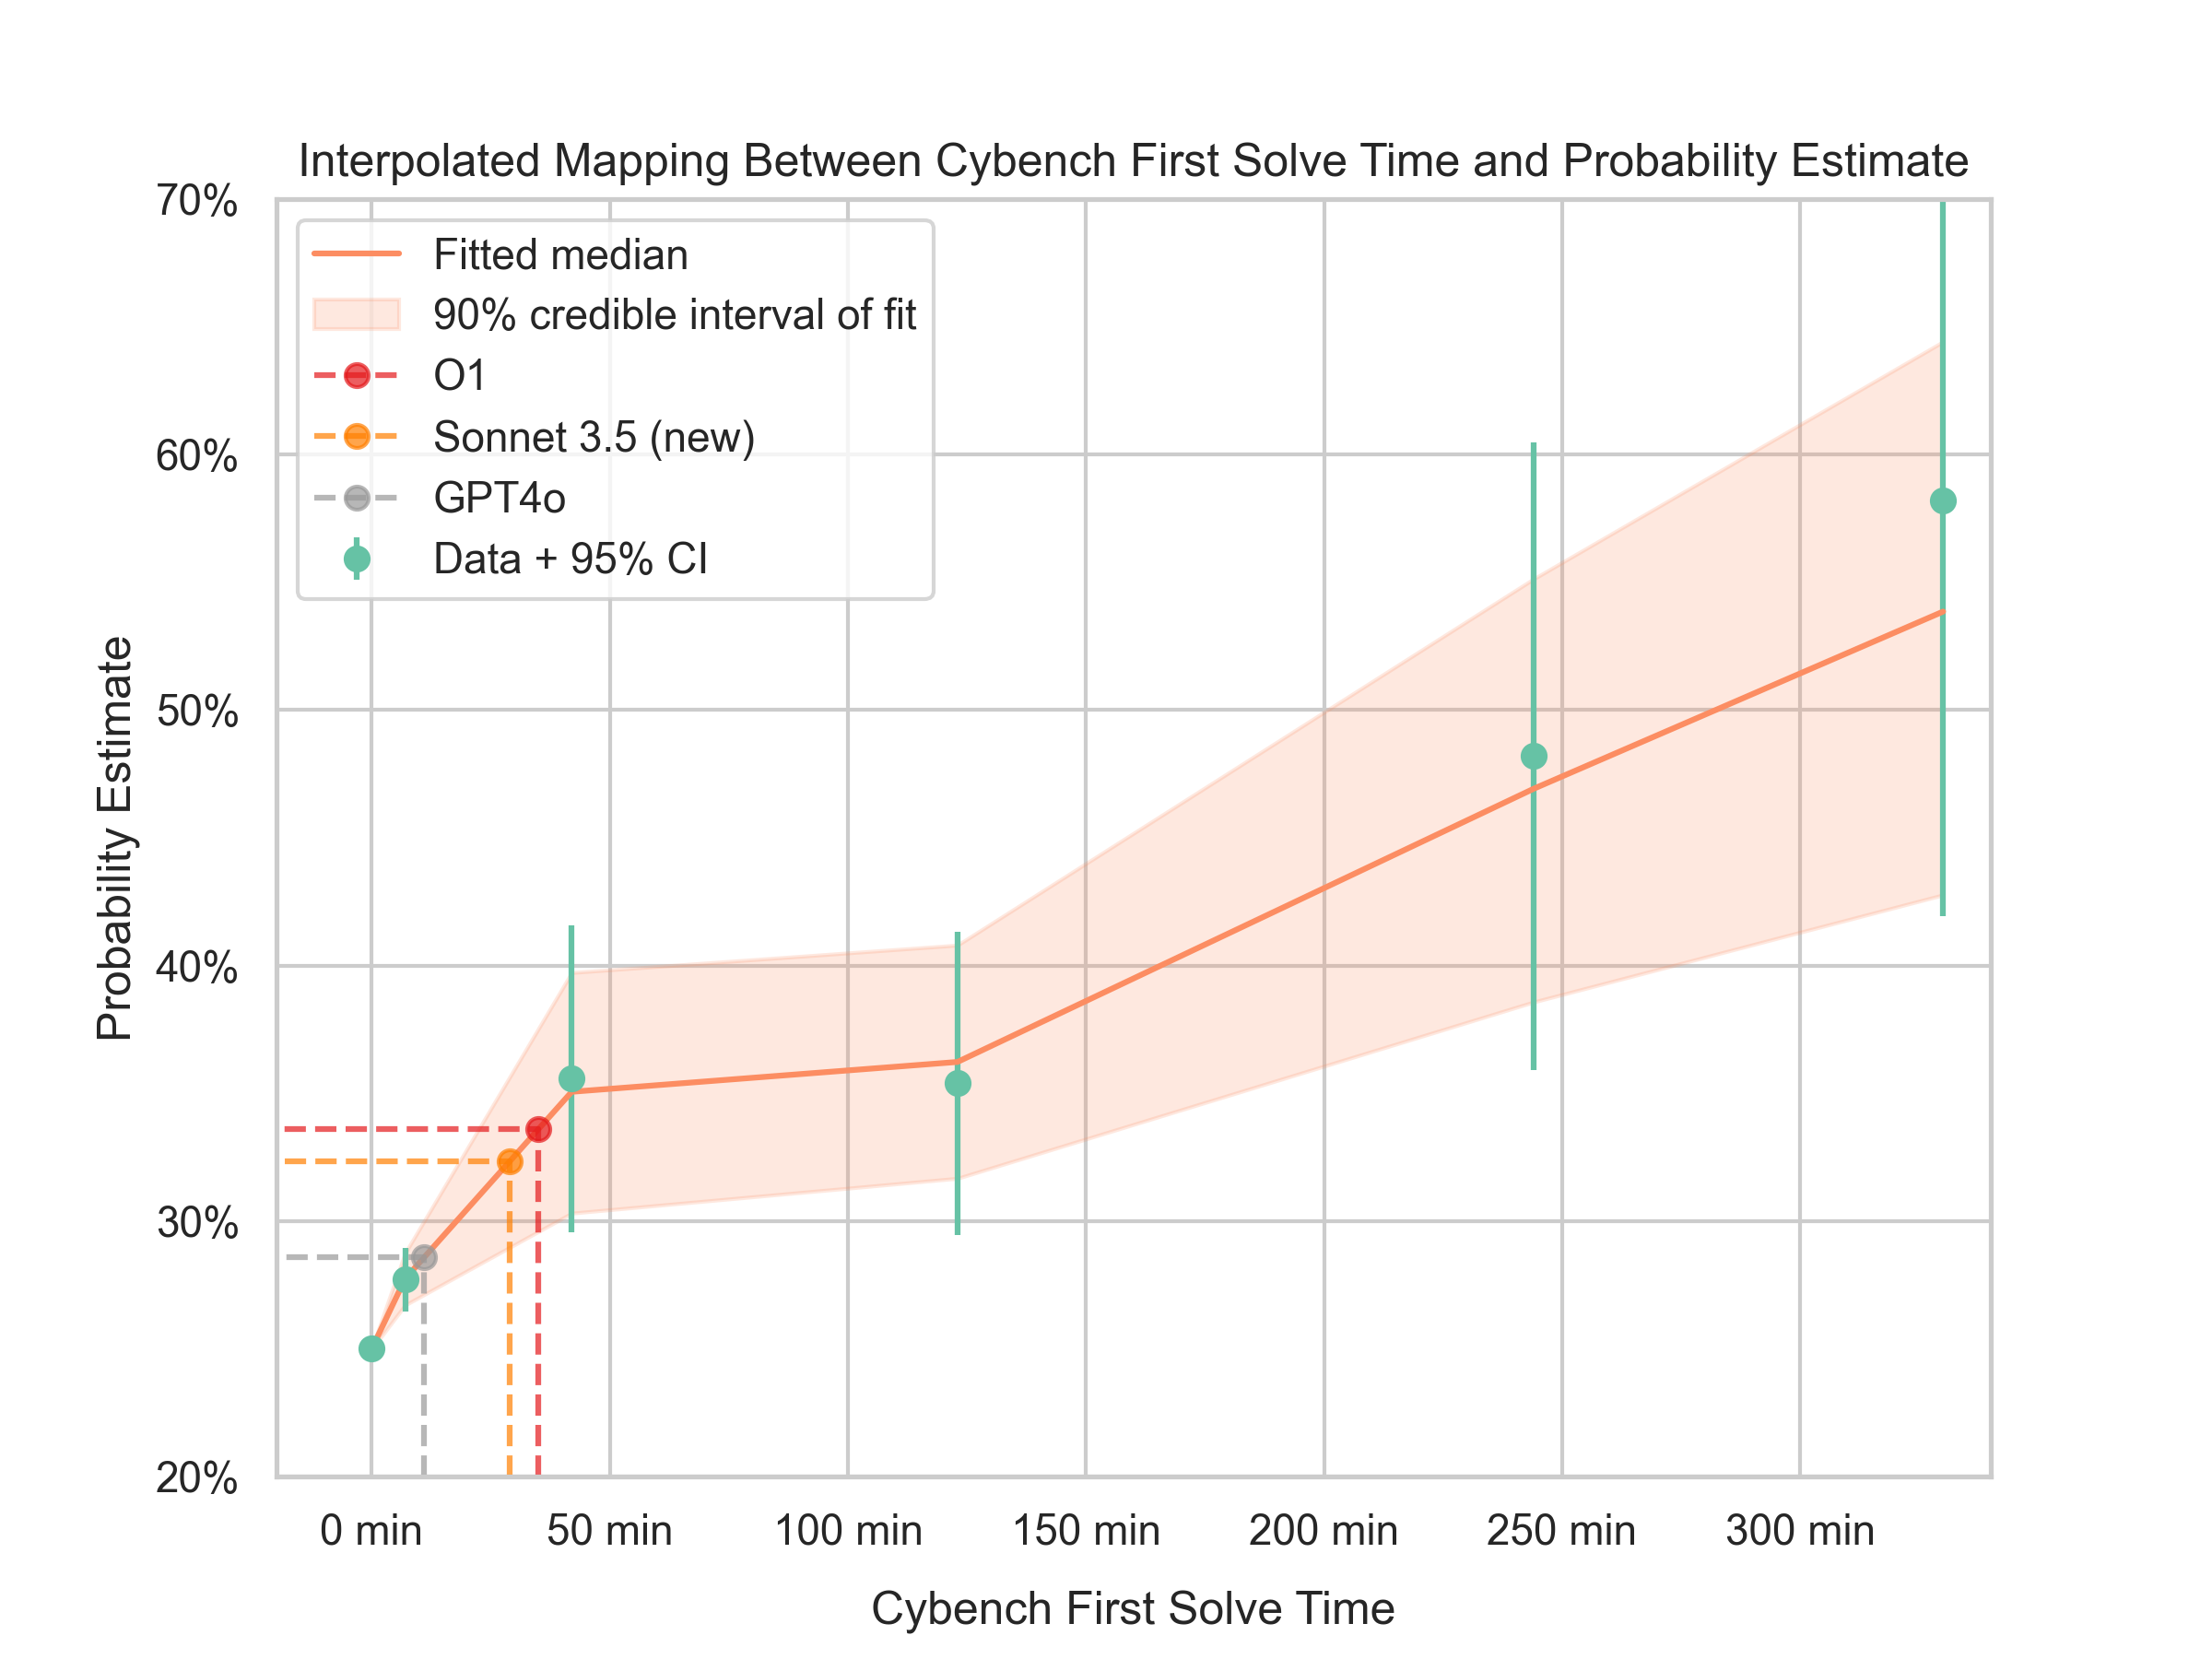 Interpolated Mapping Between Cybench First Solve Time and Probability Estimate
70%
60%
50%
40%
30%
20%
Probability Estimate
Fitted median
90% credible interval of fit
O1
Sonnet 3.5 (new)
GPT4o
Data + 95% CI
0 min
50 min
100 min
150 min
200 min
250 min
300 min
Cybench First Solve Time